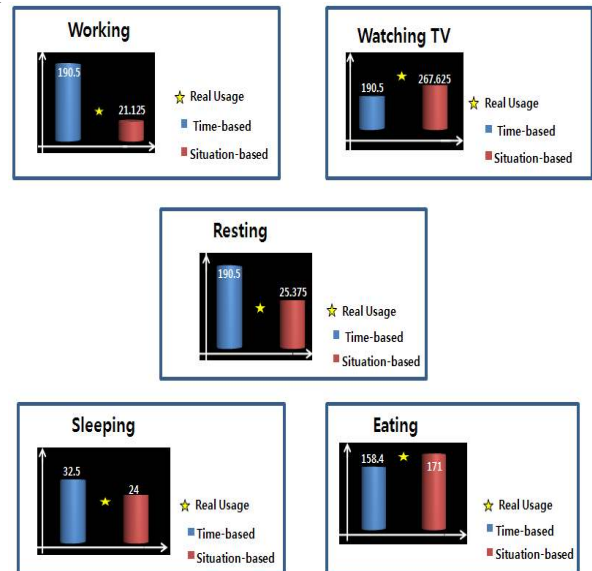 Working
190.5
21.125
Real Usage
Time-based
Situation-based
Watching TV
190.5
267.625
Real Usage
Time-based
Situation-based
Resting
190.5
25.375
Real Usage
Time-based
Situation-based
Sleeping
32.5
24
Real Usage
Time-based
Situation-based
Eating
158.4
171
Real Usage
Time-based
Situation-based